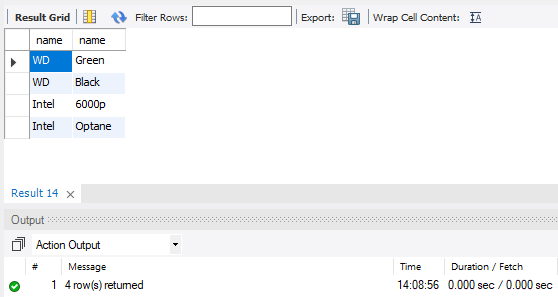 Result Grid Filter Rows: Export: Wrap Cell Content:
name name
WD Green
WD Black
Intel 6000p
Intel Optane
Result 14
Output
Action Output
# Message Time Duration / Fetch
1 4 row(s) returned 14:08:56 0.000 sec / 0.000 sec